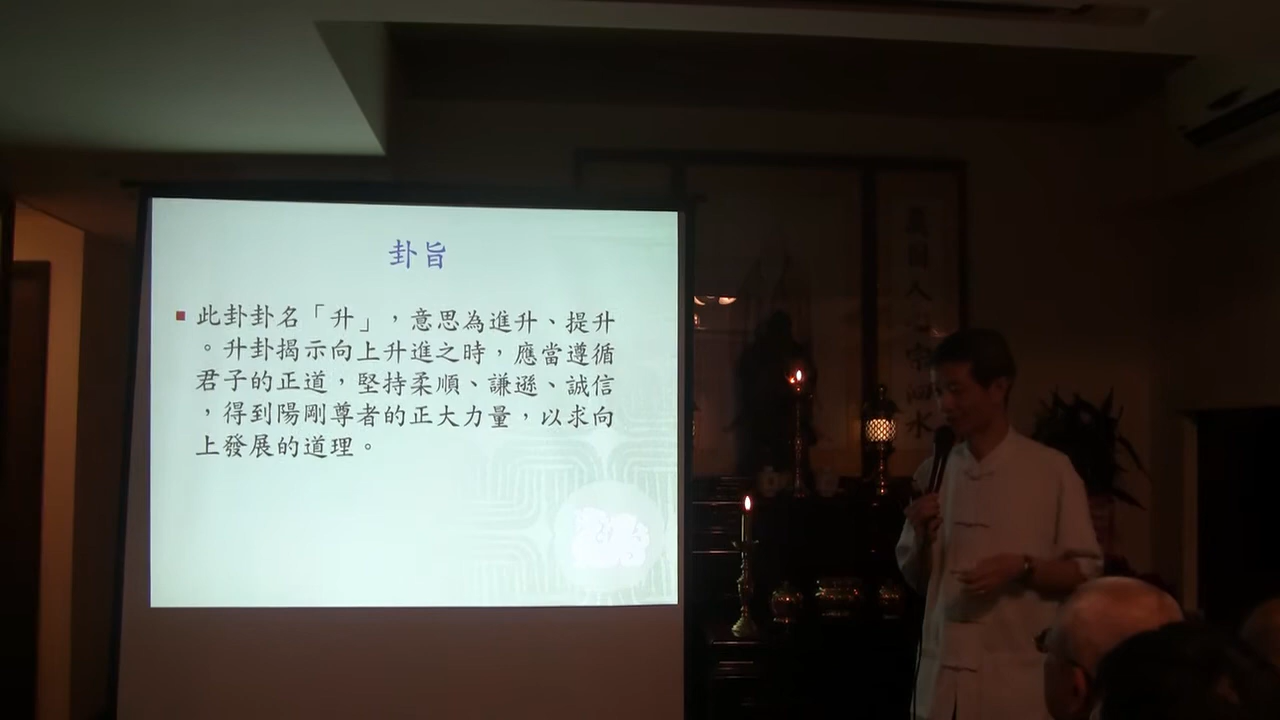 卦旨
此卦卦名「升」，意思為進升、提升
。升卦揭示向上升進之時，應當遵循
君子的正道，堅持柔順、謙遜、誠信
，得到陽剛尊者的正大力量，以求向
上發展的道理。